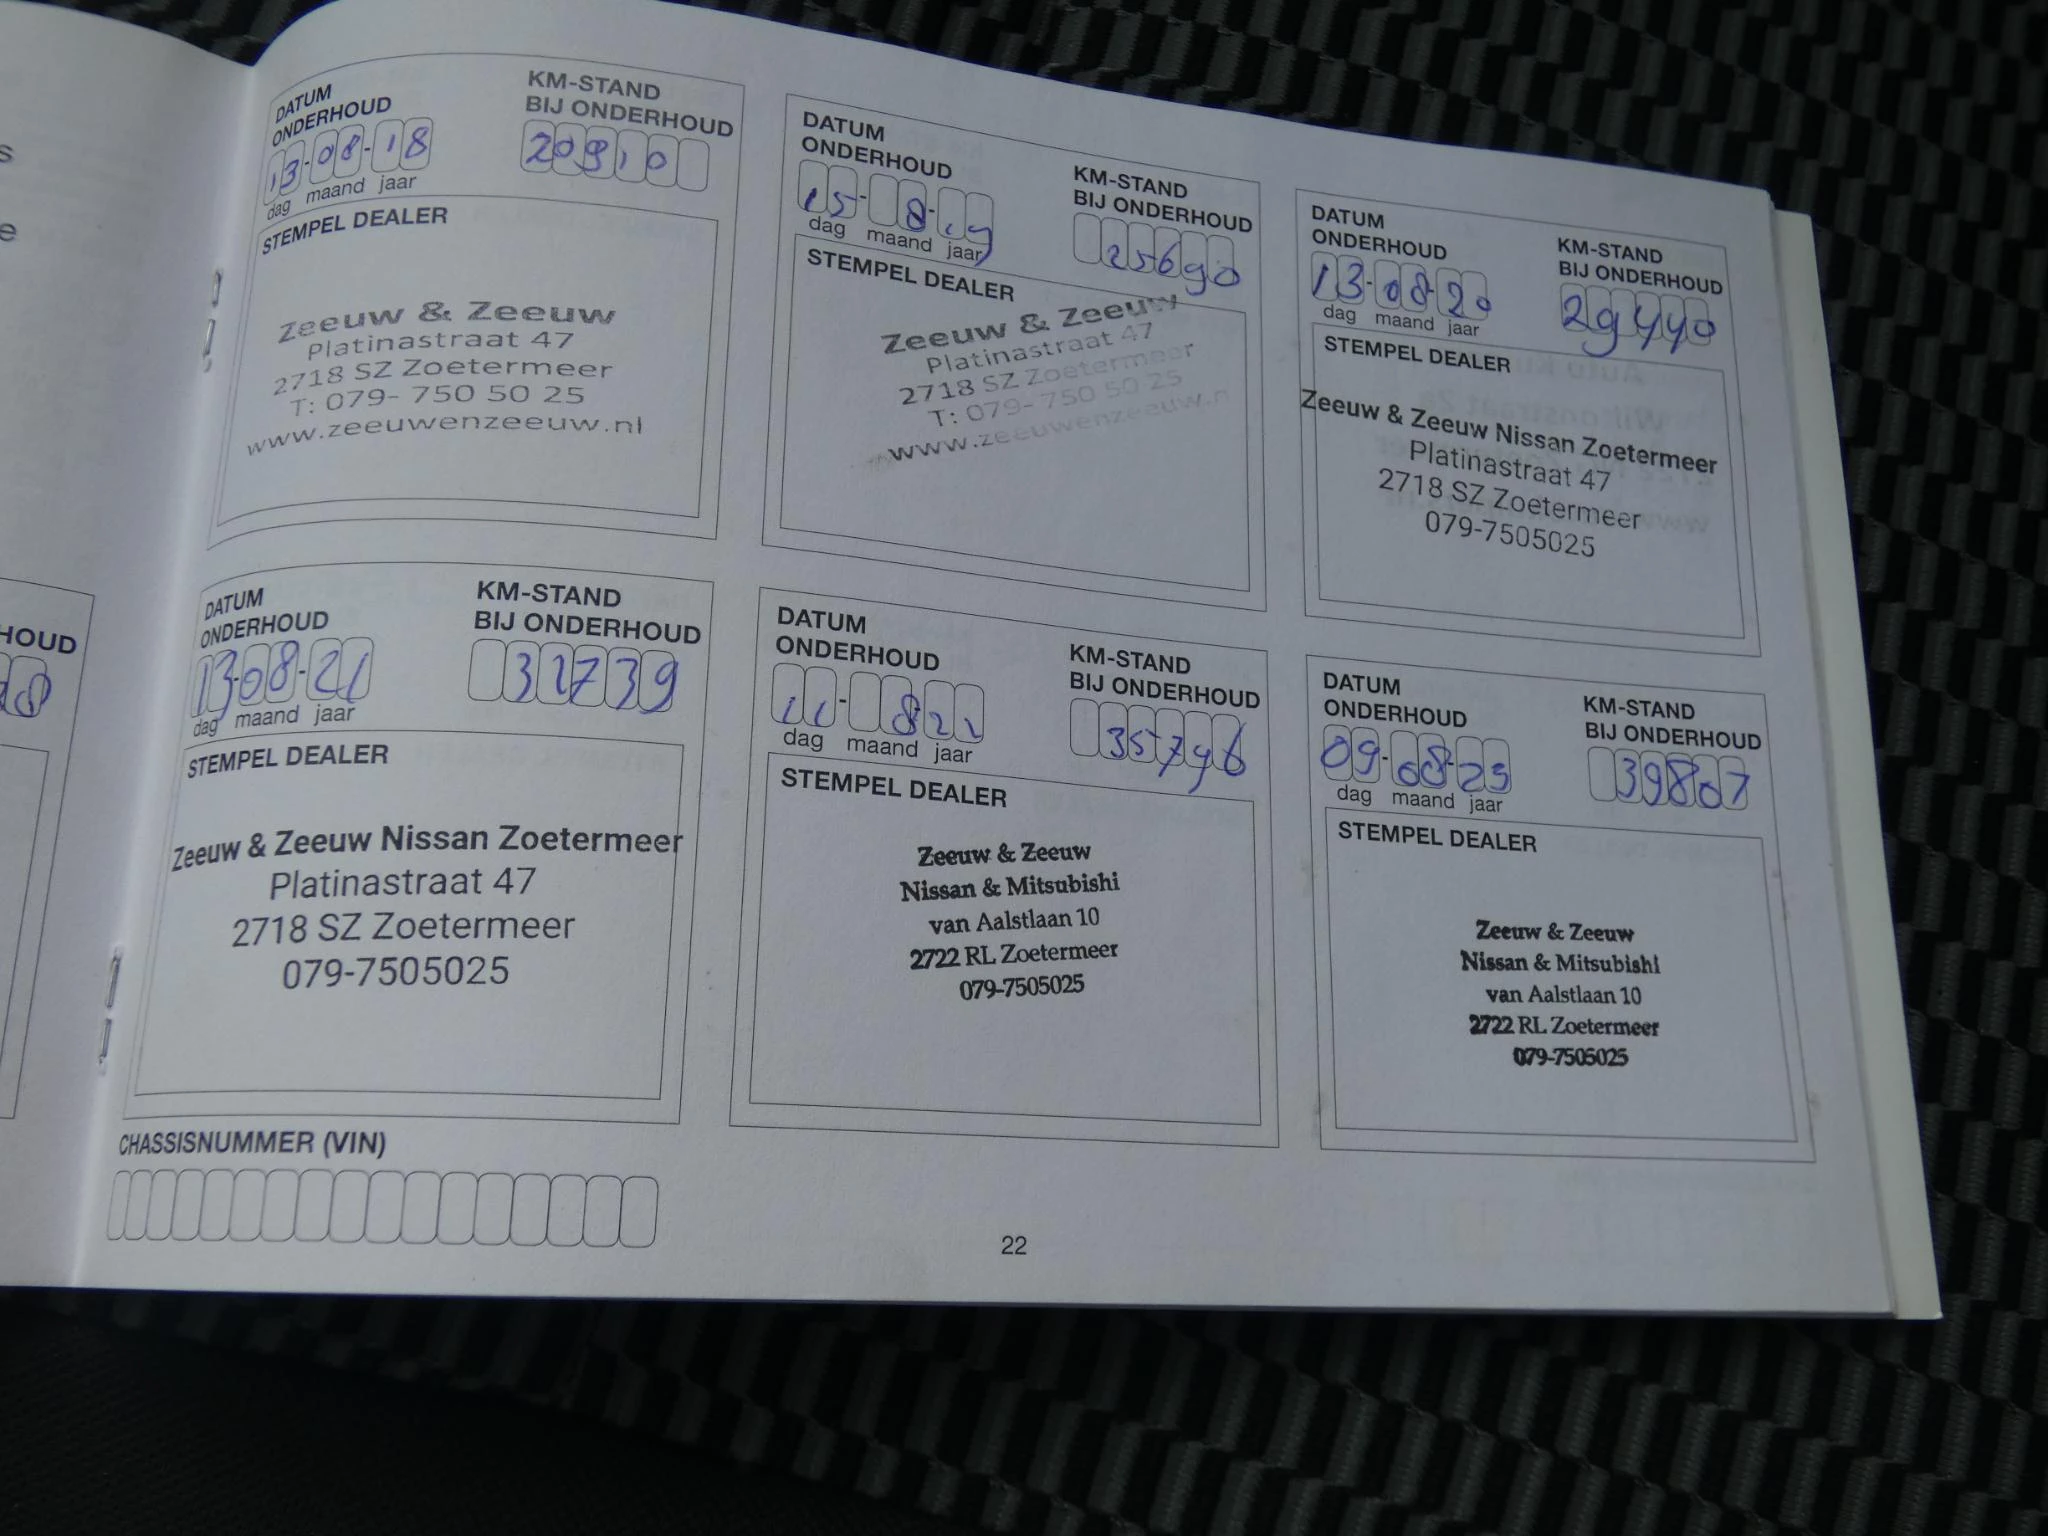 s
e
HOUD
DATUM
ONDERHOUD
13-08-18
dag maand jaar
KM-STAND
BIJ ONDERHOUD
20910
STEMPEL DEALER
Zeeuw & Zeeuw
Platinastraat 47
2718 SZ Zoetermeer
T: 079- 750 50 25
www.zeeuwenzeeuw.nl
DATUM
ONDERHOUD
15- 8-19
dag maand jaar
KM-STAND
BIJ ONDERHOUD
25690
STEMPEL DEALER
Zeeuw & Zeeuw
Platinastraat 47
2718 SZ Zoetermeer
T: 079- 750 50 25
www.zeeuwenzeeuw.n
DATUM
ONDERHOUD
13-08-20
dag maand jaar
KM-STAND
BIJ ONDERHOUD
29440
STEMPEL DEALER
Zeeuw & Zeeuw Nissan Zoetermeer
Platinastraat 47
2718 SZ Zoetermeer
079-7505025
DATUM
ONDERHOUD
13-08-21
dag maand jaar
KM-STAND
BIJ ONDERHOUD
32739
STEMPEL DEALER
Zeeuw & Zeeuw Nissan Zoetermeer
Platinastraat 47
2718 SZ Zoetermeer
079-7505025
DATUM
ONDERHOUD
11- 8-22
dag maand jaar
KM-STAND
BIJ ONDERHOUD
35796
STEMPEL DEALER
Zeeuw & Zeeuw
Nissan & Mitsubishi
van Aalstlaan 10
2722 RL Zoetermeer
079-7505025
DATUM
ONDERHOUD
09-08-23
dag maand jaar
KM-STAND
BIJ ONDERHOUD
39807
STEMPEL DEALER
Zeeuw & Zeeuw
Nissan & Mitsubishi
van Aalstlaan 10
2722 RL Zoetermeer
079-7505025
CHASSISNUMMER (VIN)
22